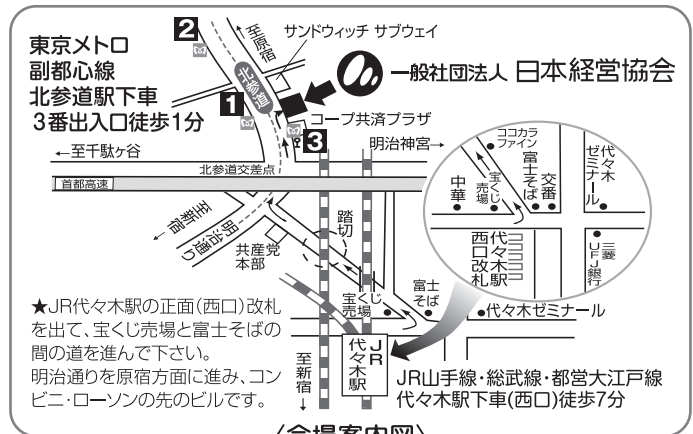 東京メトロ
副都心線
北参道駅下車
3番出入口徒歩1分
2
至原宿
サンドウィッチ サブウェイ
北参道
1
一般社団法人 日本経営協会
コープ共済プラザ
3
明治神宮→
←至千駄ヶ谷
北参道交差点
首都高速
至新宿
明治通り
共産党
本部
踏切
ココカラ
ファイン
中華
宝くじ
売場
富士そば
交番
代々木
ゼミナール
代々木駅
西口改札
三菱
UFJ銀行
宝くじ
売場
富士
そば
代々木ゼミナール
JR
代々木駅
至新宿
★JR代々木駅の正面(西口)改札
を出て、宝くじ売場と富士そばの
間の道を進んで下さい。
明治通りを原宿方面に進み、コン
ビニ・ローソンの先のビルです。
JR山手線・総武線・都営大江戸線
代々木駅下車(西口)徒歩7分